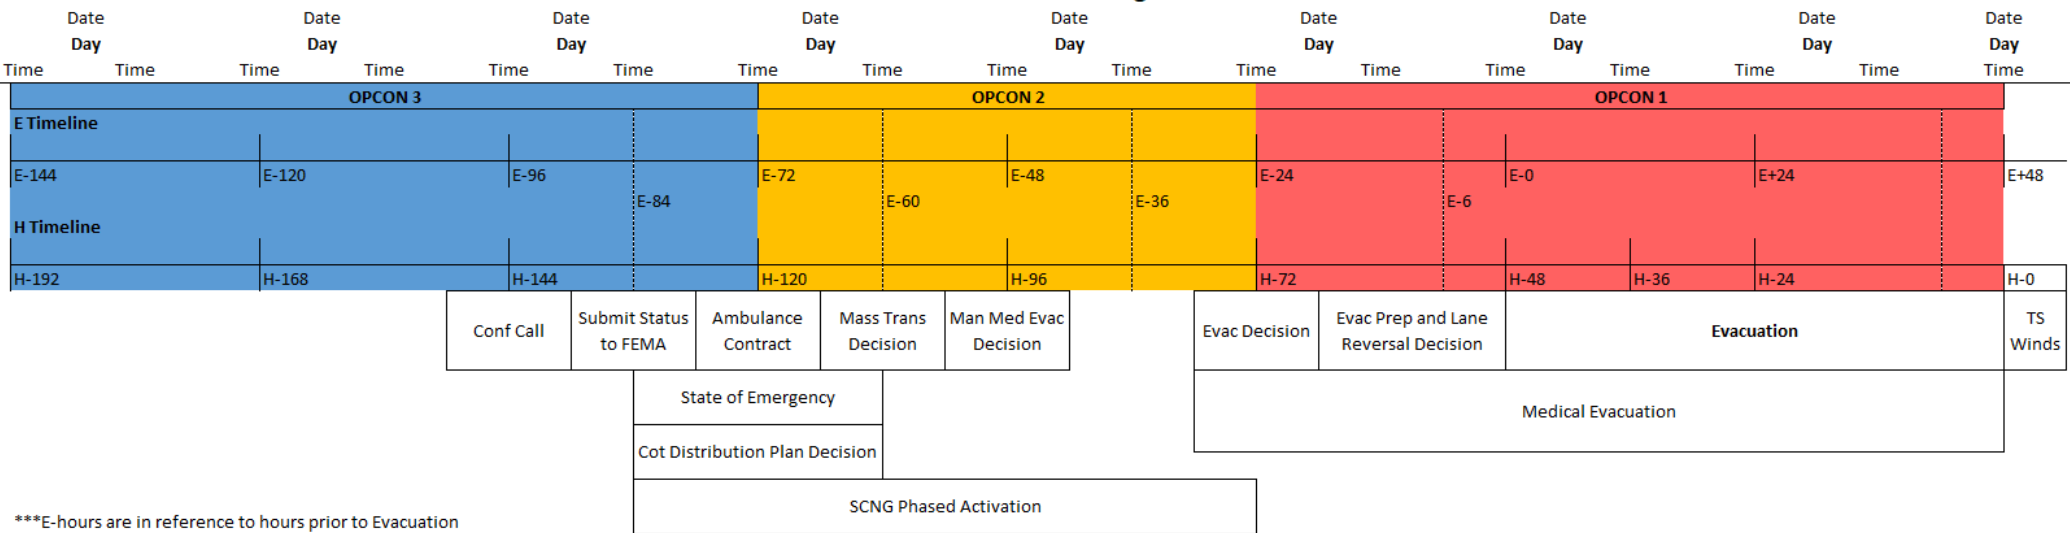 Date Date Date Date Date Date Date Date Date
Day Day Day Day Day Day Day Day Day
Time Time Time Time Time Time Time Time Time Time Time Time Time Time Time Time Time
OPCON 3 OPCON 2 OPCON 1
E Timeline
E-144 E-120 E-96 E-72 E-48 E-24 E-0 E+24 E+48
E-84 E-60 E-36 E-6
H Timeline
H-192 H-168 H-144 H-120 H-96 H-72 H-48 H-36 H-24 H-0
Conf Call
Submit Status
to FEMA
Ambulance
Contract
Mass Trans
Decision
Man Med Evac
Decision
Evac Decision
Evac Prep and Lane
Reversal Decision
Evacuation
TS
Winds
State of Emergency
Medical Evacuation
Cot Distribution Plan Decision
SCNG Phased Activation
***E-hours are in reference to hours prior to Evacuation